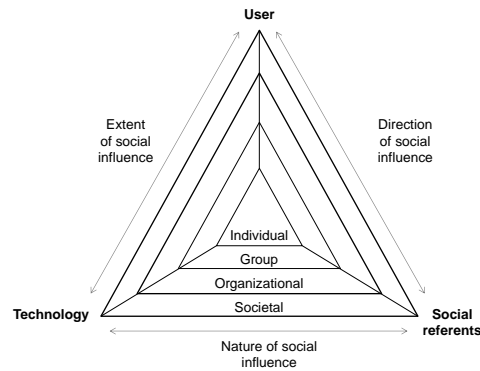 User
Extent
of social
influence
Direction
of social
influence
Individual
Group
Organizational
Societal
Technology
Social
referents
Nature of social
influence